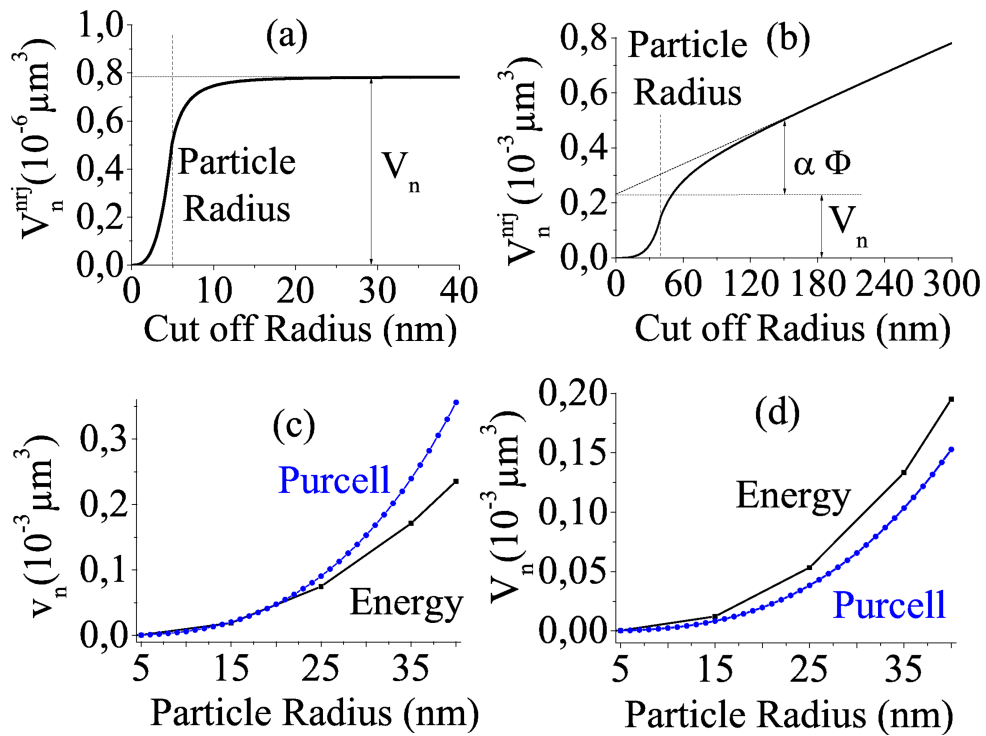 (a)
1,0
0,8
0,6
0,4
0,2
0,0
V_n^nrj (10^-6 μm^3)
Particle
Radius
V_n
0 10 20 30 40
Cut off Radius (nm)
(b)
0,8
0,6
0,4
0,2
0,0
V_n^nrj (10^-3 μm^3)
Particle
Radius
α Φ
V_n
0 60 120 180 240 300
Cut off Radius (nm)
(c)
0,3
0,2
0,1
0,0
v_n (10^-3 μm^3)
Purcell
Energy
5 15 25 35
Particle Radius (nm)
(d)
0,20
0,15
0,10
0,05
0,00
V_n (10^-3 μm^3)
Energy
Purcell
5 15 25 35
Particle Radius (nm)